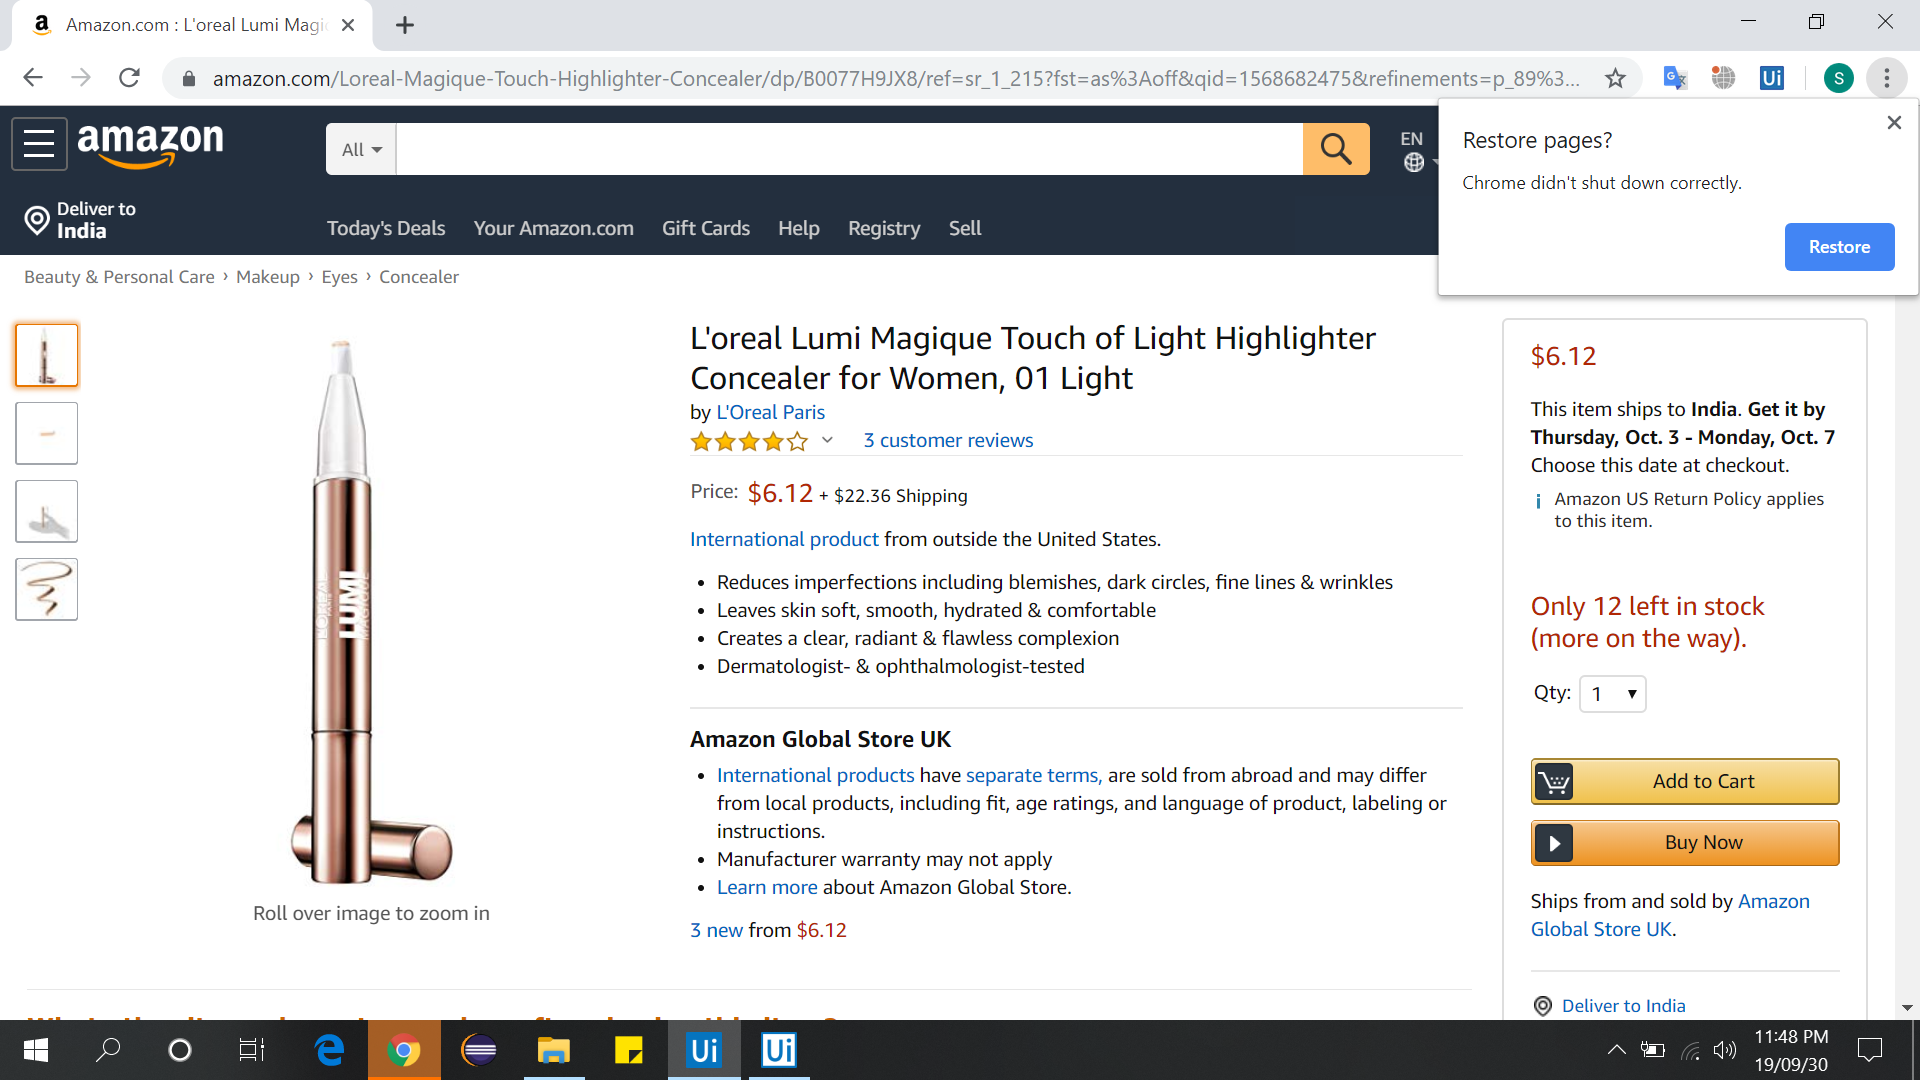 Amazon.com : L'oreal Lumi Magi
amazon.com/Loreal-Magique-Touch-Highlighter-Concealer/dp/B0077H9JX8/ref=sr_1_215?fst=as%3Aoff&qid=1568682475&refinements=p_89%3...
Ui
S
Restore pages?
Chrome didn't shut down correctly.
Restore
amazon
All
EN
Deliver to
India
Today's Deals Your Amazon.com Gift Cards Help Registry Sell
Beauty & Personal Care › Makeup › Eyes › Concealer
L'OREAL
LUMI
MAGIQUE
Roll over image to zoom in
L'oreal Lumi Magique Touch of Light Highlighter
Concealer for Women, 01 Light
by L'Oreal Paris
3 customer reviews
Price: $6.12 + $22.36 Shipping
International product from outside the United States.
• Reduces imperfections including blemishes, dark circles, fine lines & wrinkles
• Leaves skin soft, smooth, hydrated & comfortable
• Creates a clear, radiant & flawless complexion
• Dermatologist- & ophthalmologist-tested
Amazon Global Store UK
• International products have separate terms, are sold from abroad and may differ
from local products, including fit, age ratings, and language of product, labeling or
instructions.
• Manufacturer warranty may not apply
• Learn more about Amazon Global Store.
3 new from $6.12
$6.12
This item ships to India. Get it by
Thursday, Oct. 3 - Monday, Oct. 7
Choose this date at checkout.
Amazon US Return Policy applies
to this item.
Only 12 left in stock
(more on the way).
Qty: 1
Add to Cart
Buy Now
Ships from and sold by Amazon
Global Store UK.
Deliver to India
Ui
Ui
11:48 PM
19/09/30